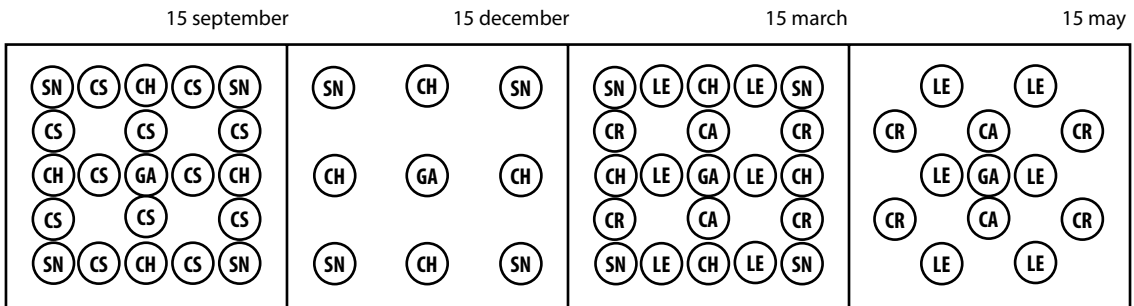 15 september 15 december 15 march 15 may
SN CS CH CS SN SN CH SN SN LE CH LE SN LE LE
CS CS CS CR CA CR CR CA CR
CH CS GA CS CH CH GA CH CH LE GA LE CH LE GA LE
CS CS CS CR CA CR CR CA CR
SN CS CH CS SN SN CH SN SN LE CH LE SN LE LE